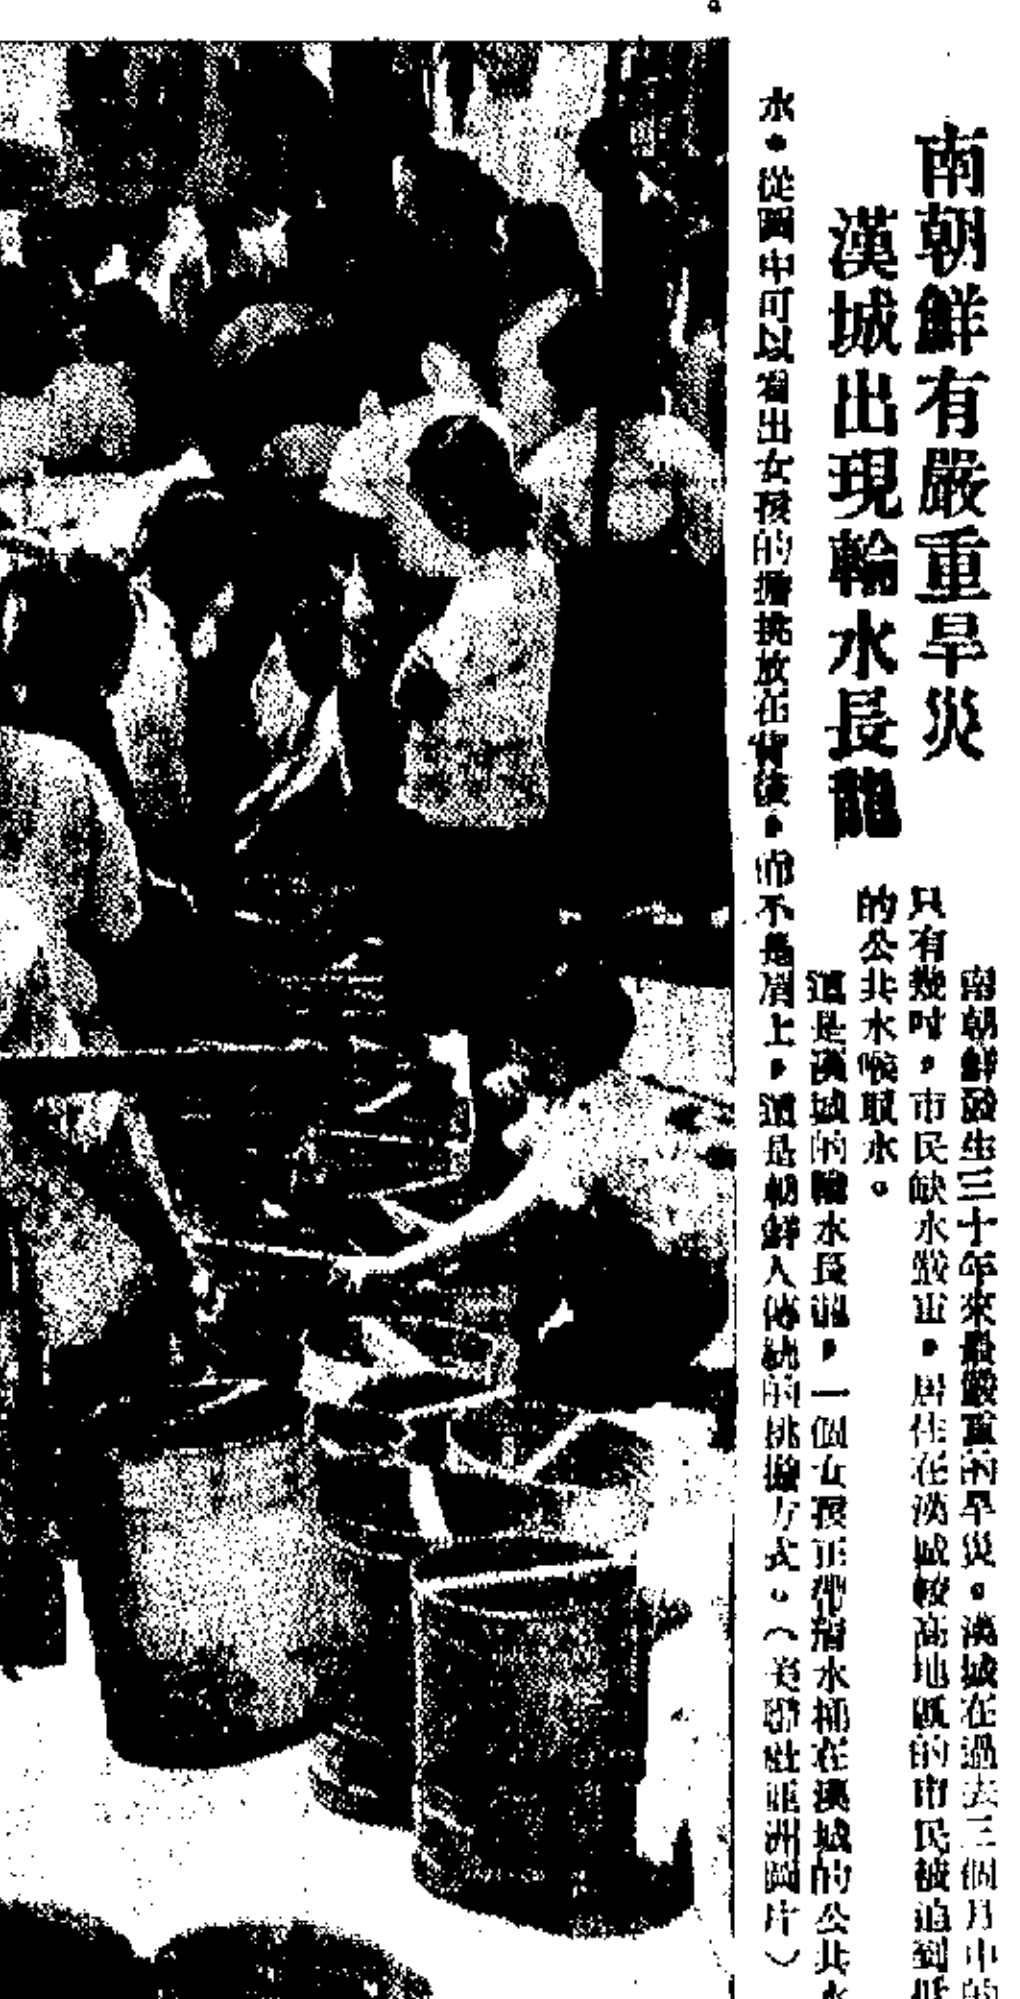 南朝鮮有嚴重旱災
漢城出現輪水長龍
南朝鮮發生三十年來最嚴重的旱災。漢城在過去三個月中的
只有幾吋，市民缺水嚴重，居住在漢城較高地區的市民被迫到低
的公共水喉取水。
這是漢城的輪水長龍，一個女孩正帶備水桶在漢城的公共水
水。從圖中可以看出女孩的擔挑放在背後，而不是肩上，這是朝鮮人傳統的挑擔方式。（美聯社亞洲圖片）